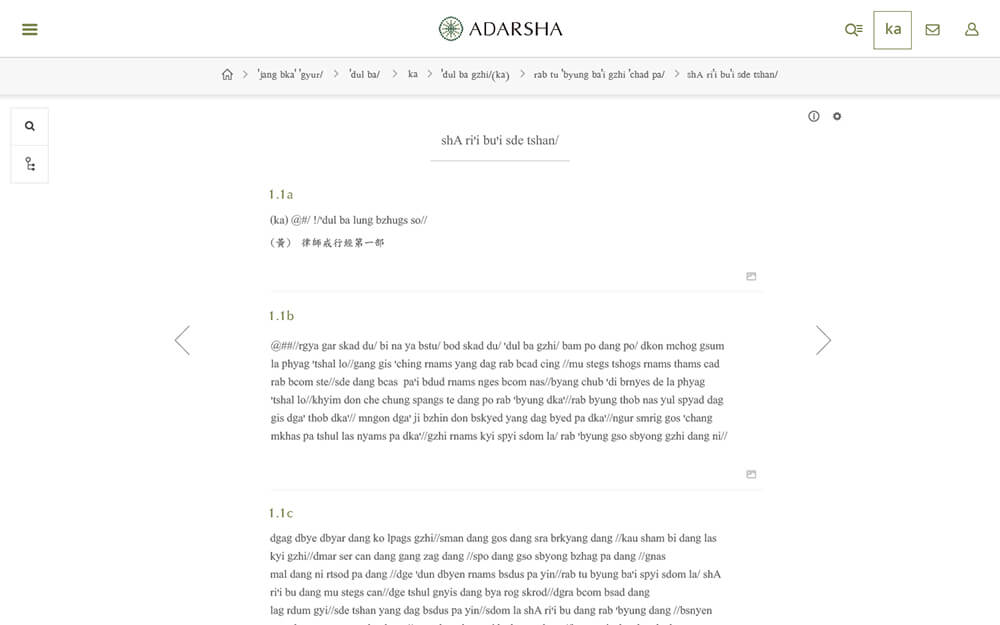 ADARSHA
ka
'jang bka' 'gyur/ > 'dul ba/ > ka > 'dul ba gzhi/(ka) > rab tu 'byung ba'i gzhi 'chad pa/ > shA ri'i bu'i sde tshan/
shA ri'i bu'i sde tshan/
1.1a
(ka) @#/ !/'dul ba lung bzhugs so//
（黃） 律師戒行經第一部
1.1b
@##//rgya gar skad du/ bi na ya bstu/ bod skad du/ 'dul ba gzhi/ bam po dang po/ dkon mchog gsum
la phyag 'tshal lo//gang gis 'ching rnams yang dag rab bcad cing //mu stegs tshogs rnams thams cad
rab bcom ste//sde dang bcas  pa'i bdud rnams nges bcom nas//byang chub 'di brnyes de la phyag
'tshal lo//khyim don che chung spangs te dang po rab 'byung dka'//rab byung thob nas yul spyad dag
gis dga' thob dka'// mngon dga' ji bzhin don bskyed yang dag byed pa dka'//ngur smrig gos 'chang
mkhas pa tshul las nyams pa dka'//gzhi rnams kyi spyi sdom la/ rab 'byung gso sbyong gzhi dang ni//
1.1c
dgag dbye dbyar dang ko lpags gzhi//sman dang gos dang sra brkyang dang //kau sham bi dang las
kyi gzhi//dmar ser can dang gang zag dang //spo dang gso sbyong bzhag pa dang //gnas
mal dang ni rtsod pa dang //dge 'dun dbyen rnams bsdus pa yin//rab tu byung ba'i spyi sdom la/ shA
ri'i bu dang mu stegs can//dge tshul gnyis dang bya rog skrod//dgra bcom bsad dang
lag rdum gyi//sde tshan yang dag bsdus pa yin//sdom la shA ri'i bu dang rab 'byung dang //bsnyen